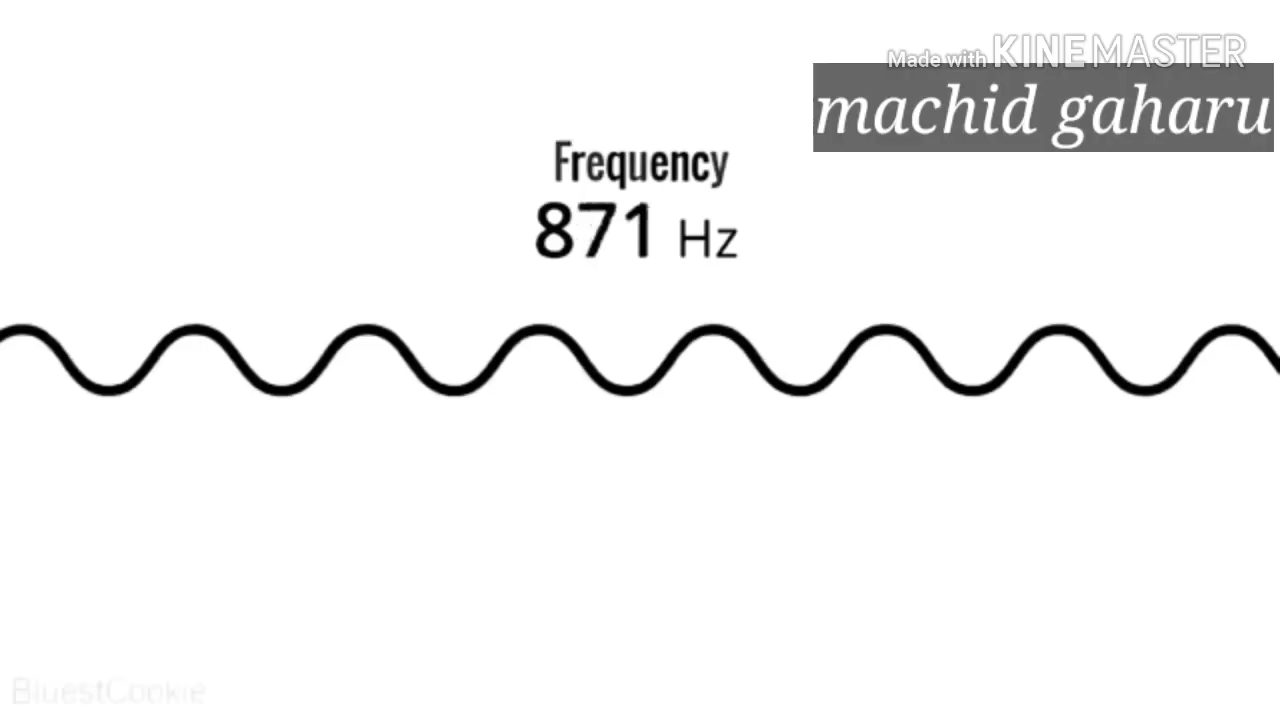 Made with KINEMASTER
machid gaharu
Frequency
871 Hz
BluestCookie